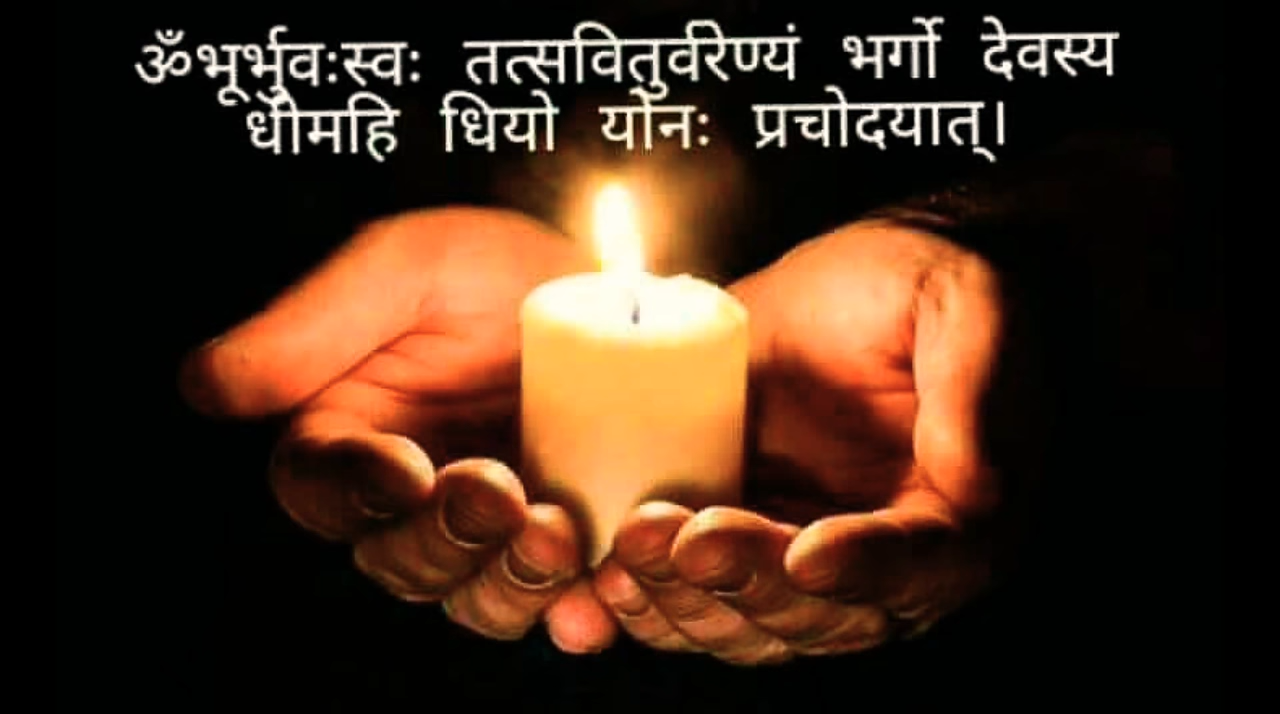 ॐभूर्भुवःस्वः तत्सवितुर्वरेण्यं भर्गो देवस्य
धीमहि धियो योनः प्रचोदयात्।